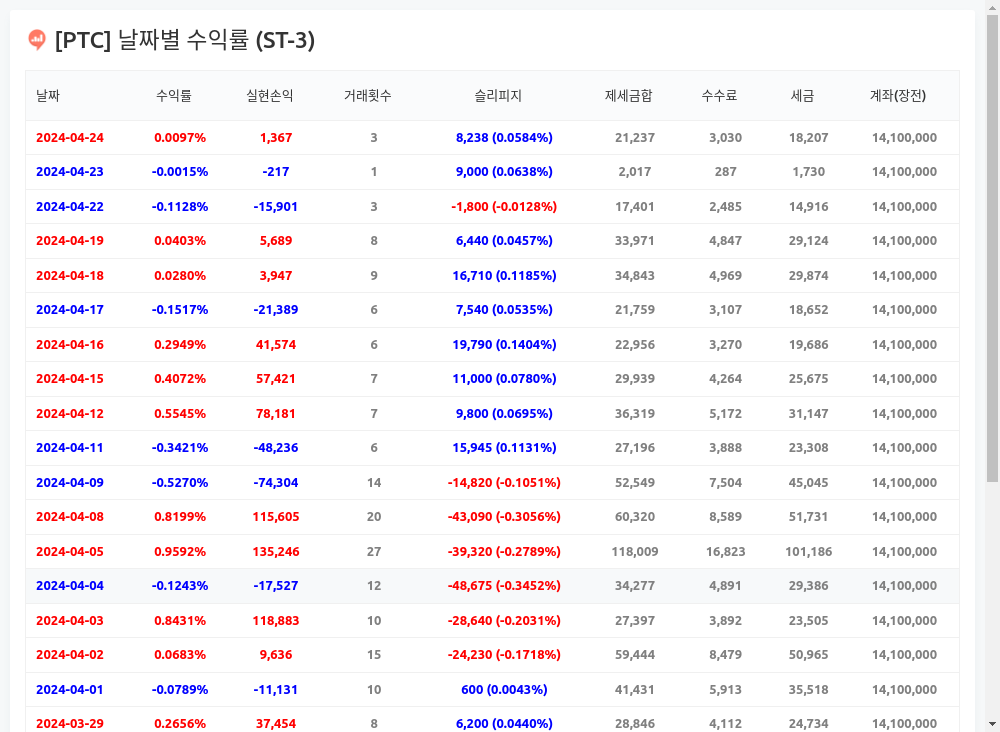 [PTC] 날짜별 수익률 (ST-3)
날짜 수익률 실현손익 거래횟수 슬리피지 제세금합 수수료 세금 계좌(장전)
2024-04-24 0.0097% 1,367 3 8,238 (0.0584%) 21,237 3,030 18,207 14,100,000
2024-04-23 -0.0015% -217 1 9,000 (0.0638%) 2,017 287 1,730 14,100,000
2024-04-22 -0.1128% -15,901 3 -1,800 (-0.0128%) 17,401 2,485 14,916 14,100,000
2024-04-19 0.0403% 5,689 8 6,440 (0.0457%) 33,971 4,847 29,124 14,100,000
2024-04-18 0.0280% 3,947 9 16,710 (0.1185%) 34,843 4,969 29,874 14,100,000
2024-04-17 -0.1517% -21,389 6 7,540 (0.0535%) 21,759 3,107 18,652 14,100,000
2024-04-16 0.2949% 41,574 6 19,790 (0.1404%) 22,956 3,270 19,686 14,100,000
2024-04-15 0.4072% 57,421 7 11,000 (0.0780%) 29,939 4,264 25,675 14,100,000
2024-04-12 0.5545% 78,181 7 9,800 (0.0695%) 36,319 5,172 31,147 14,100,000
2024-04-11 -0.3421% -48,236 6 15,945 (0.1131%) 27,196 3,888 23,308 14,100,000
2024-04-09 -0.5270% -74,304 14 -14,820 (-0.1051%) 52,549 7,504 45,045 14,100,000
2024-04-08 0.8199% 115,605 20 -43,090 (-0.3056%) 60,320 8,589 51,731 14,100,000
2024-04-05 0.9592% 135,246 27 -39,320 (-0.2789%) 118,009 16,823 101,186 14,100,000
2024-04-04 -0.1243% -17,527 12 -48,675 (-0.3452%) 34,277 4,891 29,386 14,100,000
2024-04-03 0.8431% 118,883 10 -28,640 (-0.2031%) 27,397 3,892 23,505 14,100,000
2024-04-02 0.0683% 9,636 15 -24,230 (-0.1718%) 59,444 8,479 50,965 14,100,000
2024-04-01 -0.0789% -11,131 10 600 (0.0043%) 41,431 5,913 35,518 14,100,000
2024-03-29 0.2656% 37,454 8 6,200 (0.0440%) 28,846 4,112 24,734 14,100,000